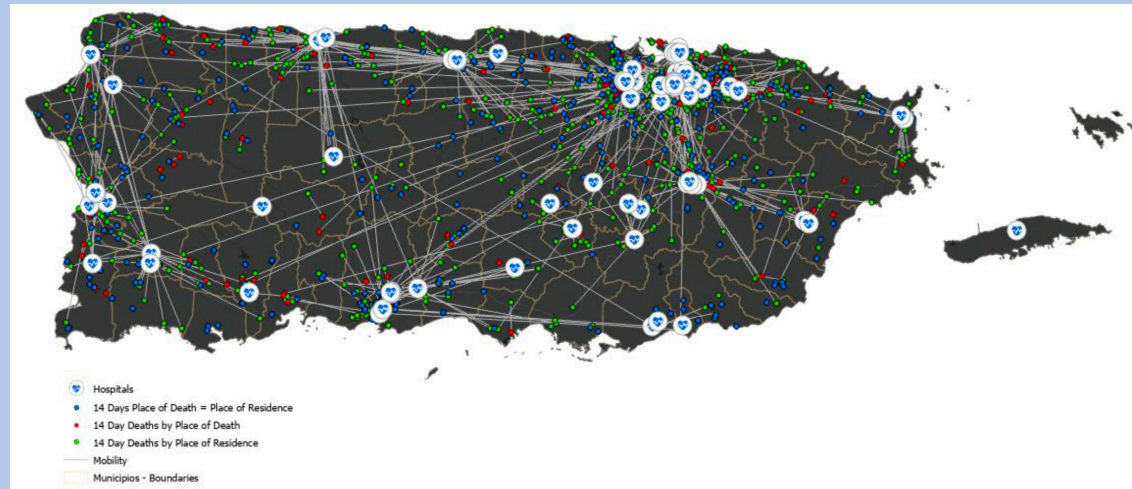 Hospitals
14 Days Place of Death = Place of Residence
14 Day Deaths by Place of Death
14 Day Deaths by Place of Residence
Mobility
Municipios - Boundaries